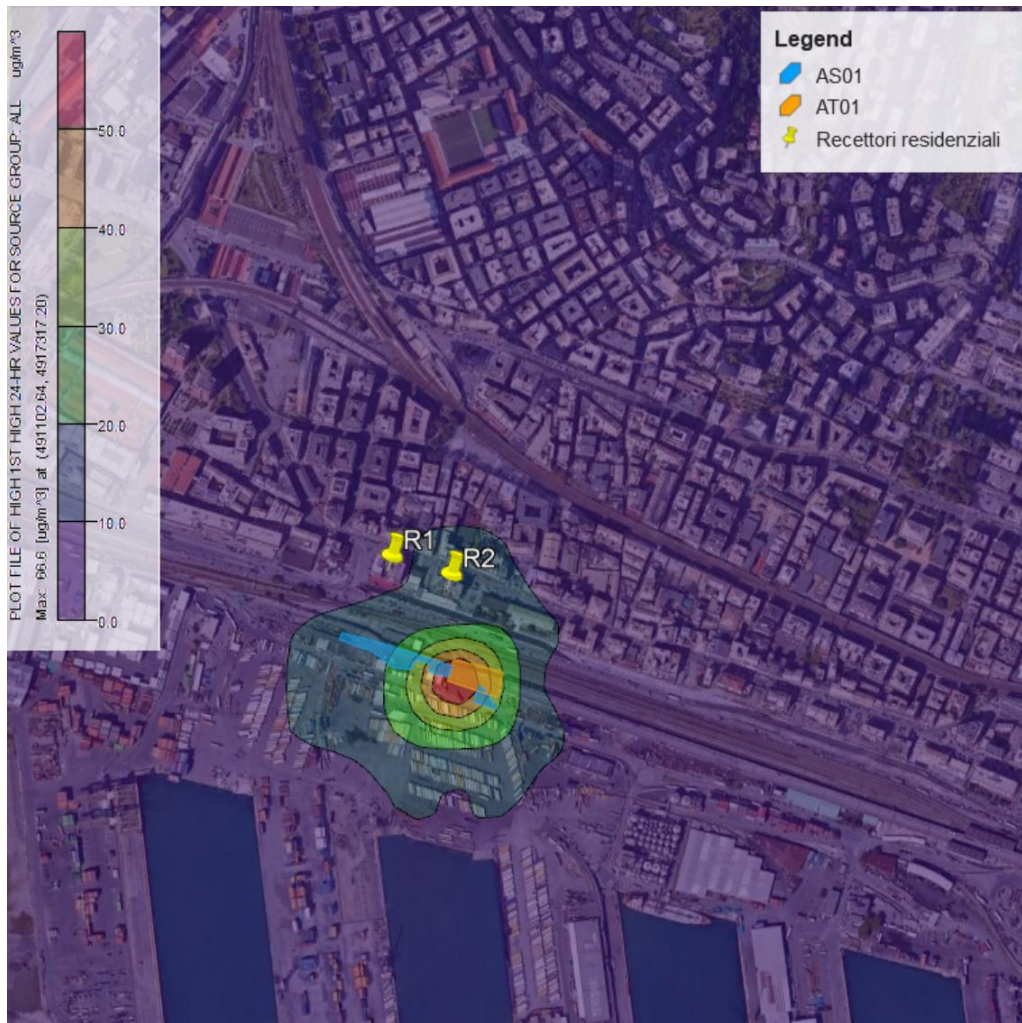 PLOT FILE OF HIGH 1ST HIGH 24-HR VALUES FOR SOURCE GROUP: ALL ug/m^3
Max: 66.6 [ug/m^3] at (491102.64, 4917317.20)
50.0
40.0
30.0
20.0
10.0
0.0
Legend
AS01
AT01
Recettori residenziali
R1
R2